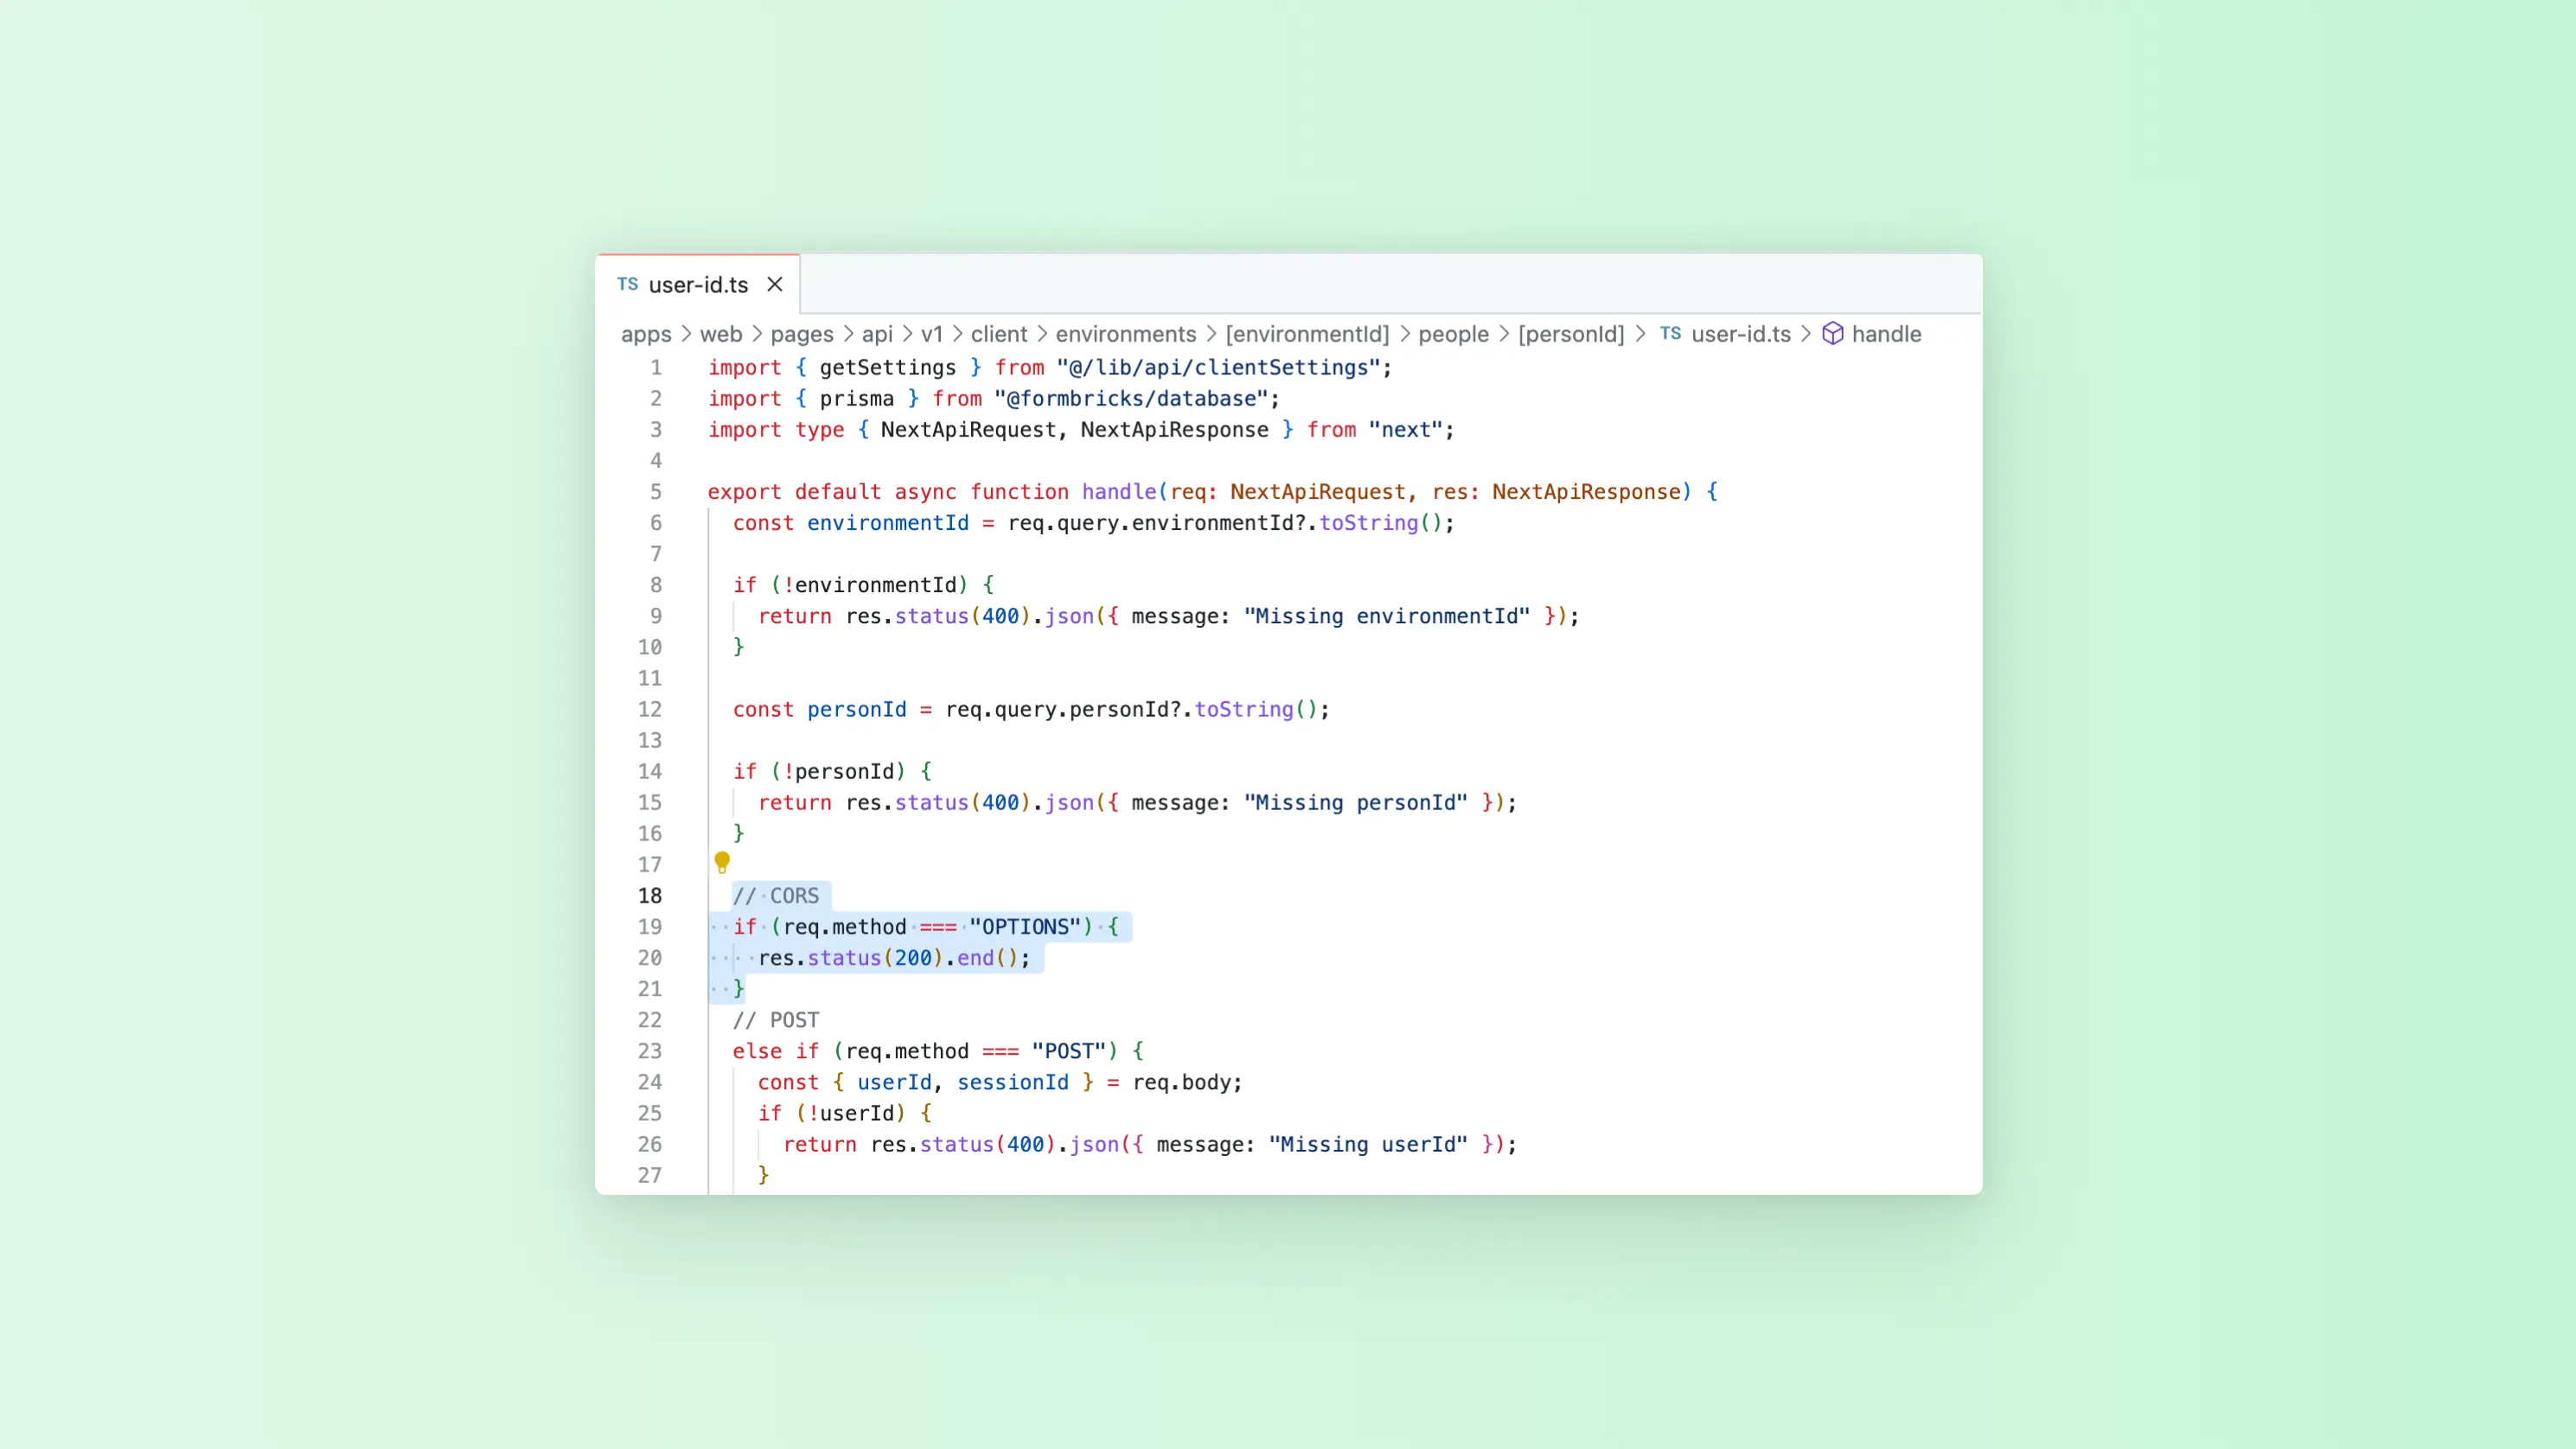 TS user-id.ts
apps > web > pages > api > v1 > client > environments > [environmentId] > people > [personId] > TS user-id.ts > handle
1 import { getSettings } from "@/lib/api/clientSettings";
2 import { prisma } from "@formbricks/database";
3 import type { NextApiRequest, NextApiResponse } from "next";
4
5 export default async function handle(req: NextApiRequest, res: NextApiResponse) {
6   const environmentId = req.query.environmentId?.toString();
7
8   if (!environmentId) {
9     return res.status(400).json({ message: "Missing environmentId" });
10   }
11
12   const personId = req.query.personId?.toString();
13
14   if (!personId) {
15     return res.status(400).json({ message: "Missing personId" });
16   }
17
18   // CORS
19   if (req.method === "OPTIONS") {
20     res.status(200).end();
21   }
22   // POST
23   else if (req.method === "POST") {
24     const { userId, sessionId } = req.body;
25     if (!userId) {
26       return res.status(400).json({ message: "Missing userId" });
27     }